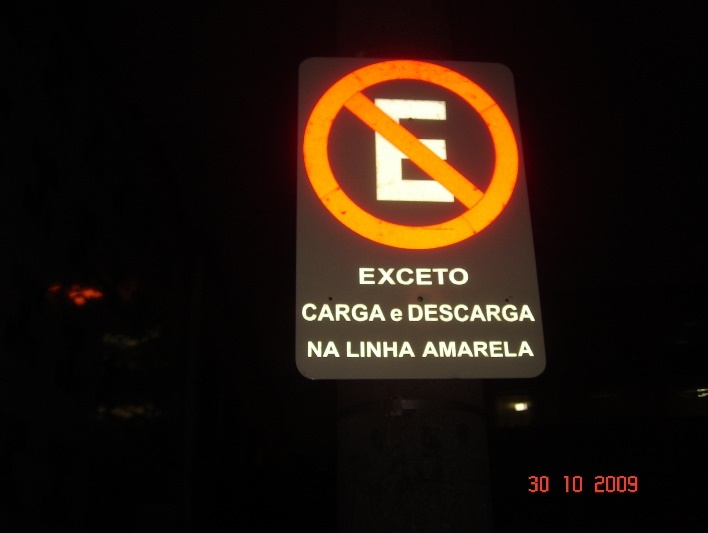 E
EXCETO
CARGA e DESCARGA
NA LINHA AMARELA
30 10 2009